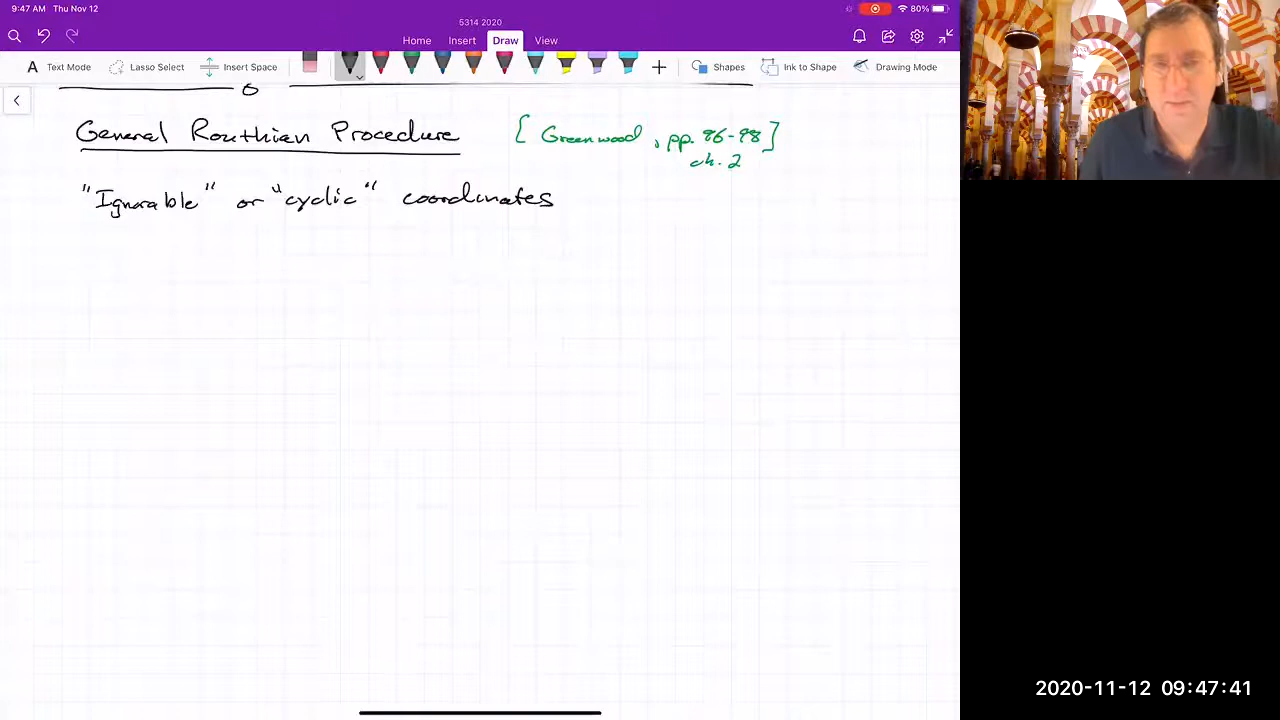 9:47 AM Thu Nov 12
80%
5314 2020
Home Insert Draw View
A Text Mode Lasso Select Insert Space Shapes Ink to Shape Drawing Mode
General Routhian Procedure [Greenwood, pp. 96-98]
ch. 2
"Ignorable" or "cyclic" coordinates
2020-11-12 09:47:41